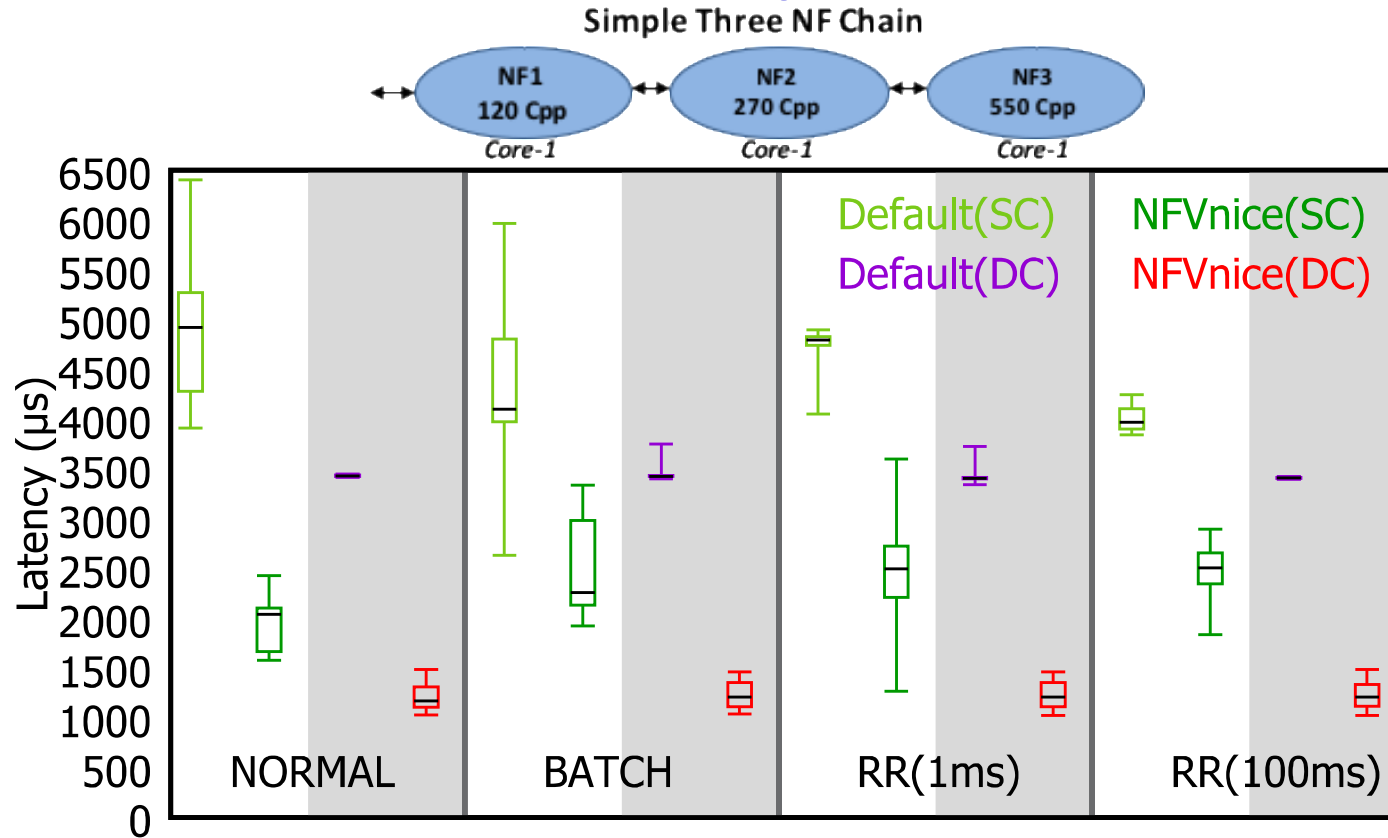 Simple Three NF Chain
NF1
120 Cpp
NF2
270 Cpp
NF3
550 Cpp
Core-1
Core-1
Core-1
Latency (µs)
6500
6000
5500
5000
4500
4000
3500
3000
2500
2000
1500
1000
500
0
Default(SC)
NFVnice(SC)
Default(DC)
NFVnice(DC)
NORMAL
BATCH
RR(1ms)
RR(100ms)